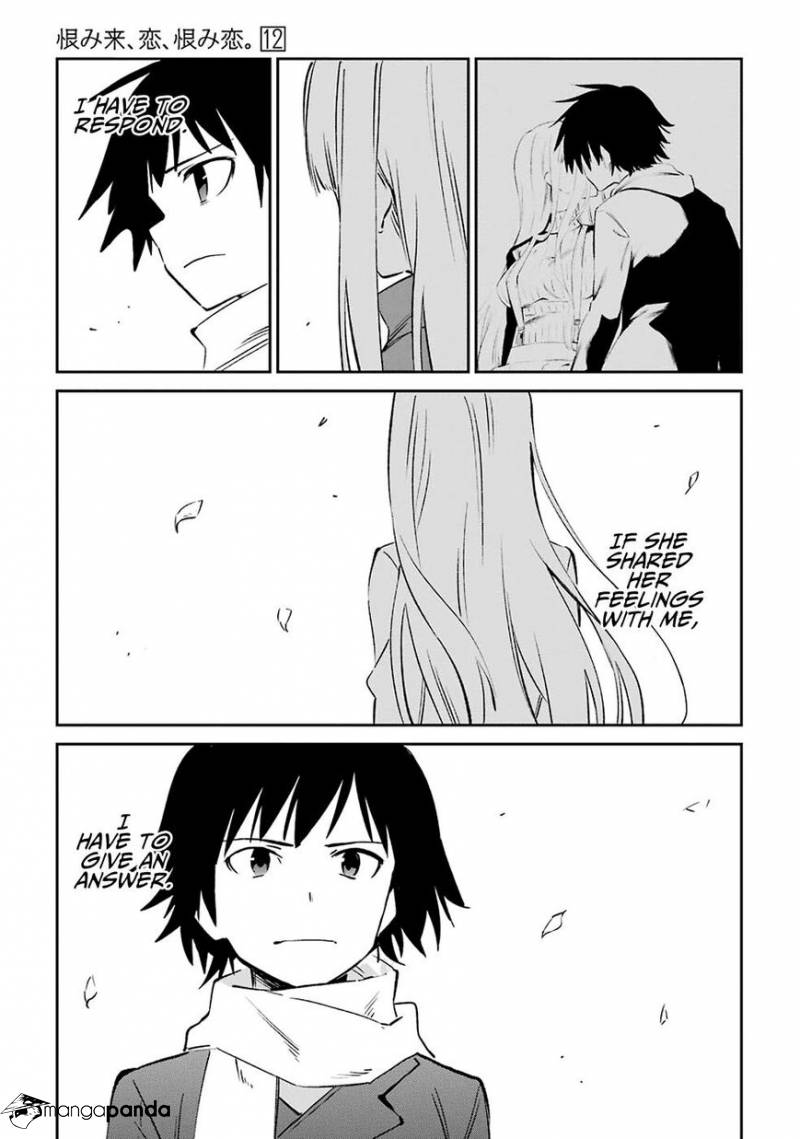 恨み来、恋、恨み恋。12
I HAVE TO
RESPOND.
IF SHE
SHARED
HER
FEELINGS
WITH ME,
I
HAVE TO
GIVE AN
ANSWER.
mangapanda